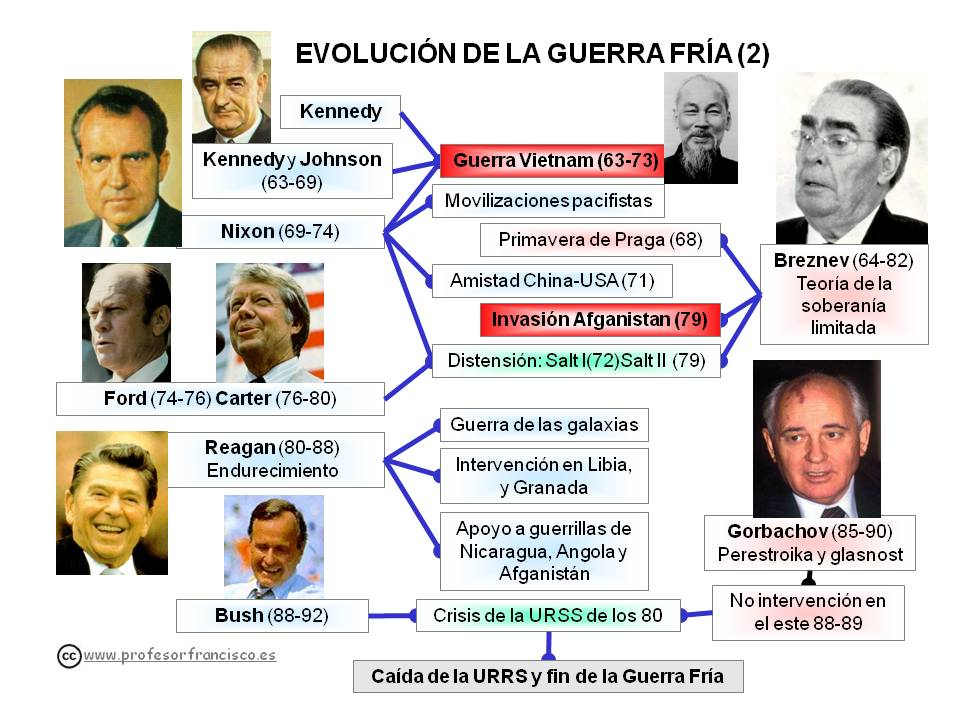 EVOLUCIÓN DE LA GUERRA FRÍA (2)
Kennedy
Kennedy y Johnson
(63-69)
Nixon (69-74)
Guerra Vietnam (63-73)
Movilizaciones pacifistas
Primavera de Praga (68)
Amistad China-USA (71)
Invasión Afganistan (79)
Distensión: Salt I(72)Salt II (79)
Breznev (64-82)
Teoría de la
soberanía
limitada
Ford (74-76) Carter (76-80)
Reagan (80-88)
Endurecimiento
Guerra de las galaxias
Intervención en Libia,
y Granada
Apoyo a guerrillas de
Nicaragua, Angola y
Afganistán
Gorbachov (85-90)
Perestroika y glasnost
Bush (88-92)
Crisis de la URSS de los 80
No intervención en
el este 88-89
cc www.profesorfrancisco.es
Caída de la URRS y fin de la Guerra Fría